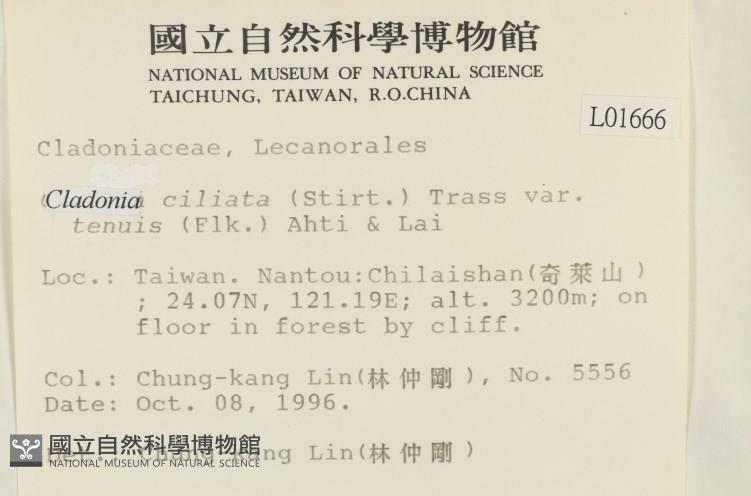 國立自然科學博物館
NATIONAL MUSEUM OF NATURAL SCIENCE
TAICHUNG, TAIWAN, R.O.CHINA
L01666
Cladoniaceae, Lecanorales
Cladonia ciliata (Stirt.) Trass var.
tenuis (Flk.) Ahti & Lai
Loc.: Taiwan. Nantou:Chilaishan(奇萊山)
; 24.07N, 121.19E; alt. 3200m; on
floor in forest by cliff.
Col.: Chung-kang Lin(林仲剛), No. 5556
Date: Oct. 08, 1996.
Det.: Chung-kang Lin(林仲剛)
國立自然科學博物館
NATIONAL MUSEUM OF NATURAL SCIENCE